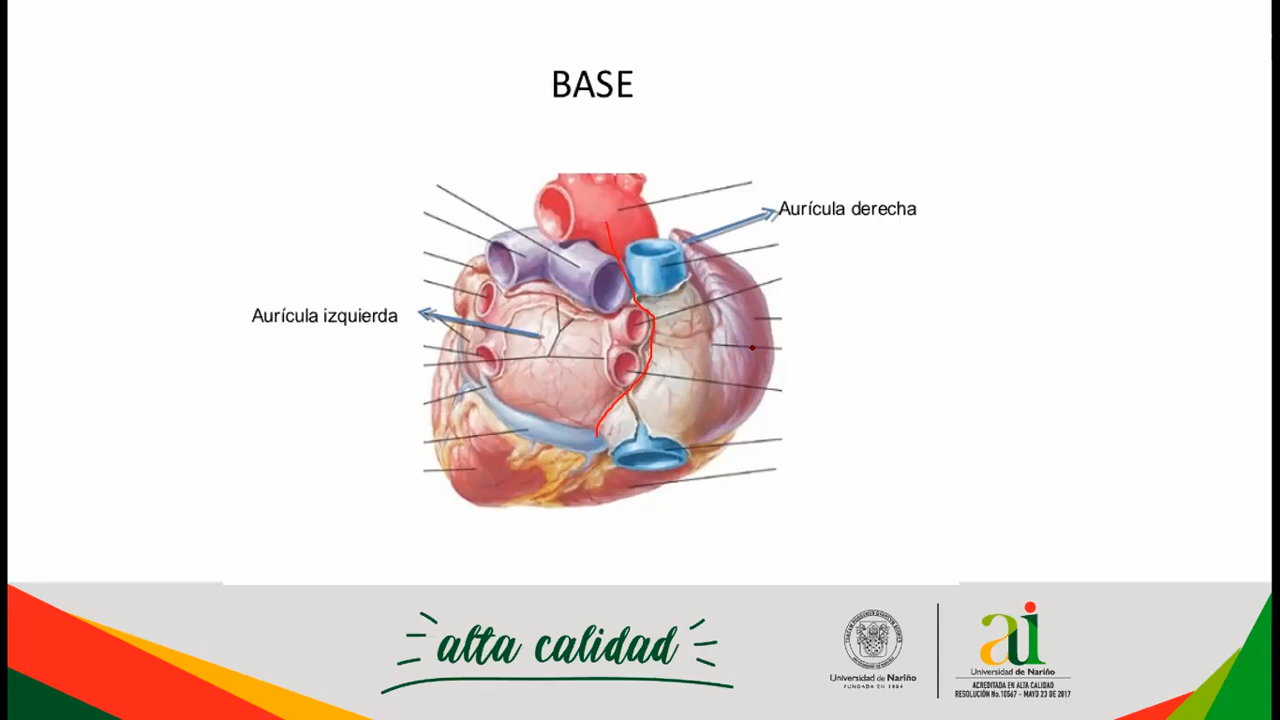 BASE
Aurícula derecha
Aurícula izquierda
alta calidad
Universidad de Nariño
FUNDADA EN 1904
ai
Universidad de Nariño
ACREDITADA EN ALTA CALIDAD
RESOLUCIÓN No.10567 - MAYO 23 DE 2017